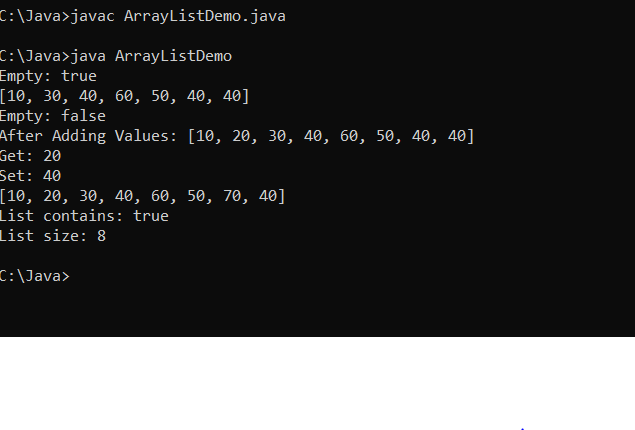 C:\Java>javac ArrayListDemo.java
C:\Java>java ArrayListDemo
Empty: true
[10, 30, 40, 60, 50, 40, 40]
Empty: false
After Adding Values: [10, 20, 30, 40, 60, 50, 40, 40]
Get: 20
Set: 40
[10, 20, 30, 40, 60, 50, 70, 40]
List contains: true
List size: 8
C:\Java>